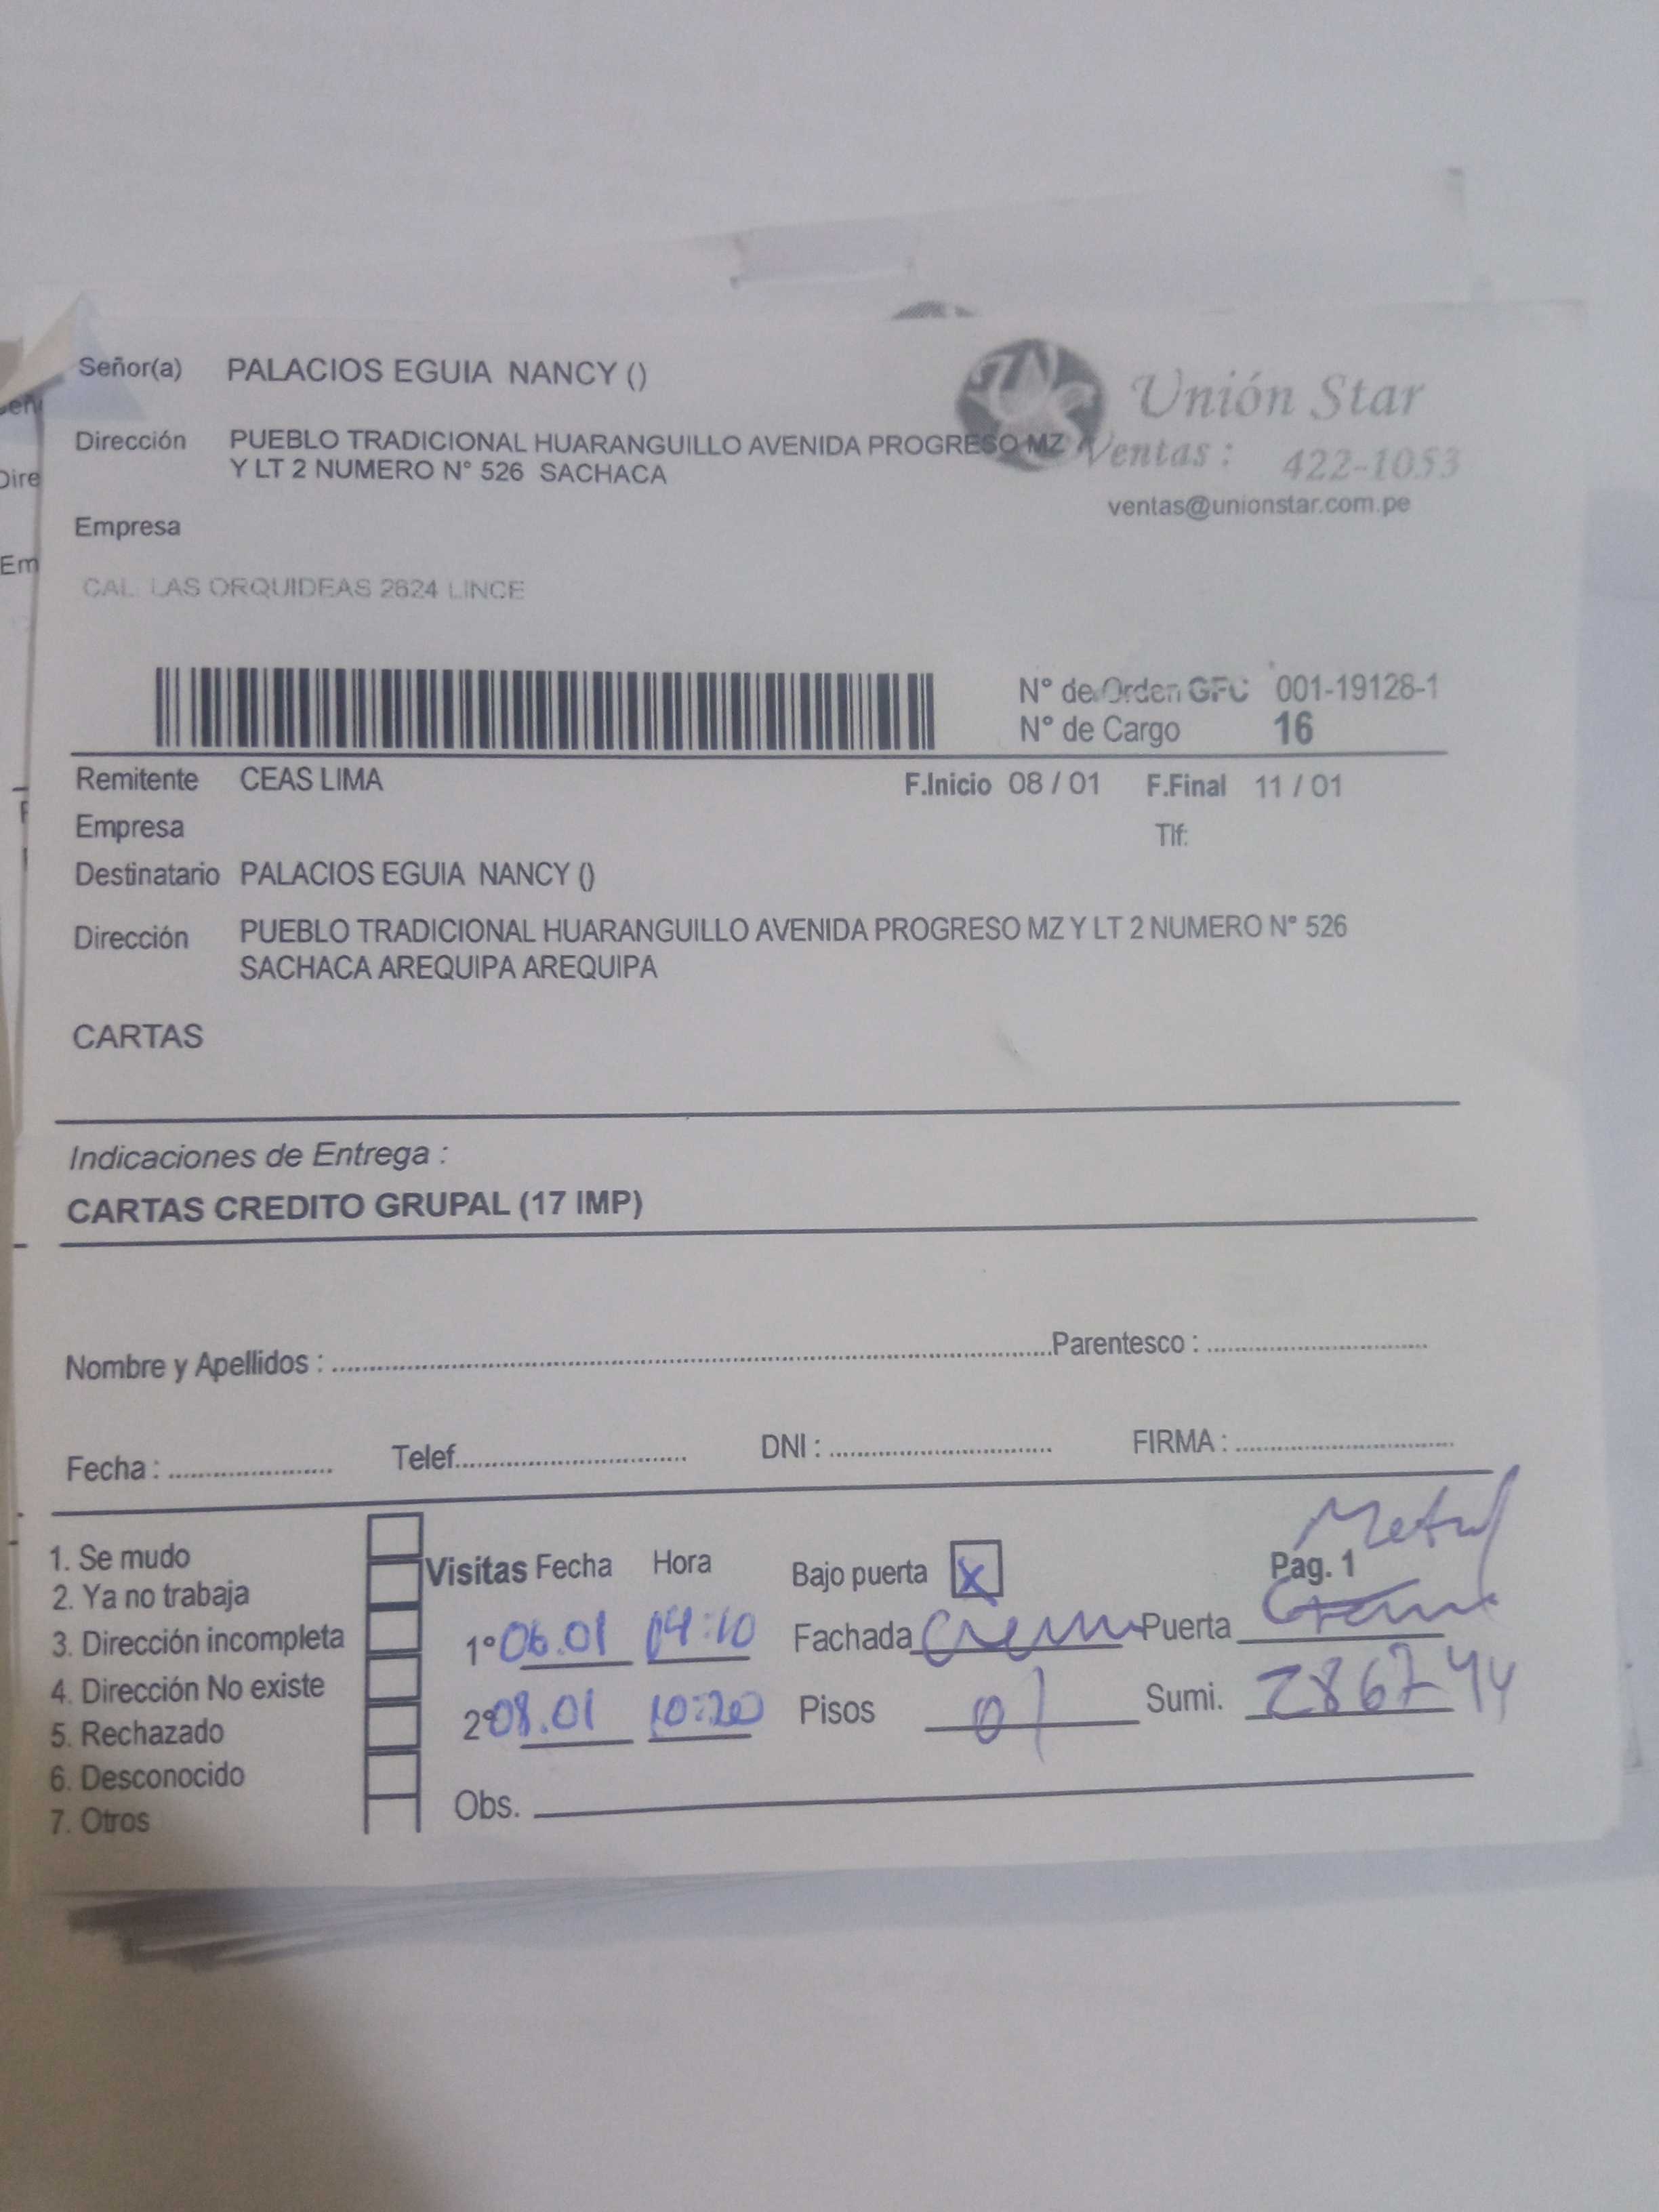 Señor(a) PALACIOS EGUIA NANCY ()
Unión Star
Dirección PUEBLO TRADICIONAL HUARANGUILLO AVENIDA PROGRESO MZ
Y LT 2 NUMERO N° 526 SACHACA
Ventas : 422-1053
ventas@unionstar.com.pe
Empresa
CAL LAS ORQUIDEAS 2624 LINCE
N° de Orden GFC 001-19128-1
N° de Cargo 16
Remitente CEAS LIMA F.Inicio 08 / 01 F.Final 11 / 01
Empresa Tlf:
Destinatario PALACIOS EGUIA NANCY ()
Dirección PUEBLO TRADICIONAL HUARANGUILLO AVENIDA PROGRESO MZ Y LT 2 NUMERO N° 526
SACHACA AREQUIPA AREQUIPA
CARTAS
Indicaciones de Entrega :
CARTAS CREDITO GRUPAL (17 IMP)
Nombre y Apellidos : Parentesco :
Fecha : Telef. DNI : FIRMA :
1. Se mudo
2. Ya no trabaja
3. Dirección incompleta
4. Dirección No existe
5. Rechazado
6. Desconocido
7. Otros
Visitas Fecha Hora Bajo puerta X Pag. 1
Metal
1° 06.01 04:10 Fachada Crema Puerta
2° 08.01 10:20 Pisos 01 Sumi. 286744
Obs.